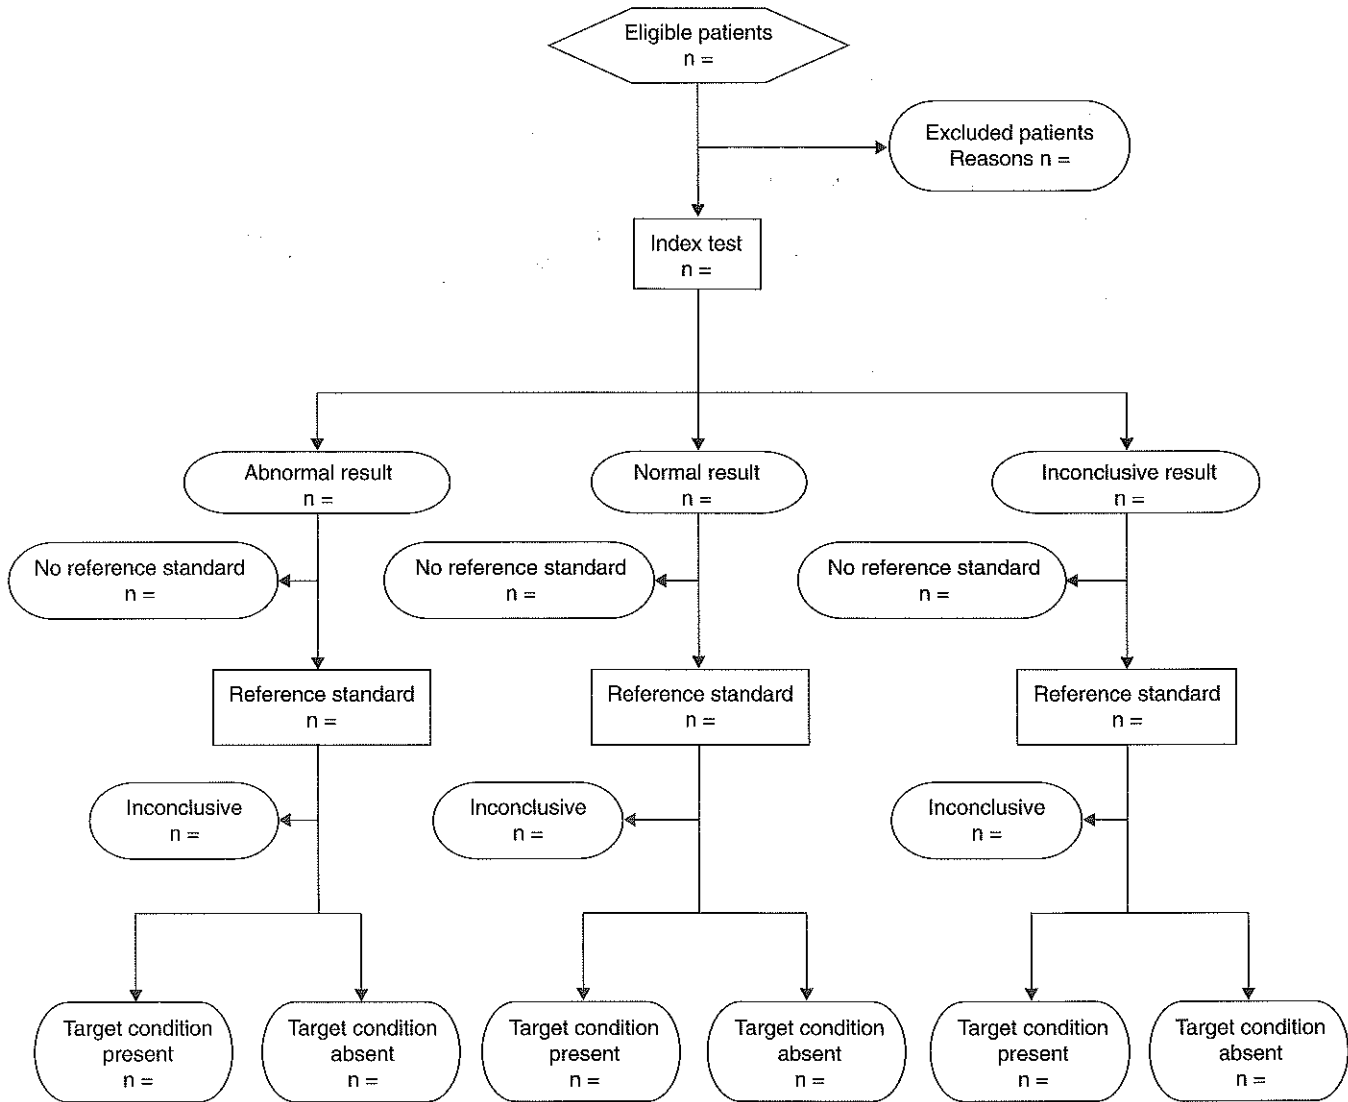 Eligible patients
n =
Excluded patients
Reasons n =
Index test
n =
Abnormal result
n =
Normal result
n =
Inconclusive result
n =
No reference standard
n =
No reference standard
n =
No reference standard
n =
Reference standard
n =
Reference standard
n =
Reference standard
n =
Inconclusive
n =
Inconclusive
n =
Inconclusive
n =
Target condition
present
n =
Target condition
absent
n =
Target condition
present
n =
Target condition
absent
n =
Target condition
present
n =
Target condition
absent
n =